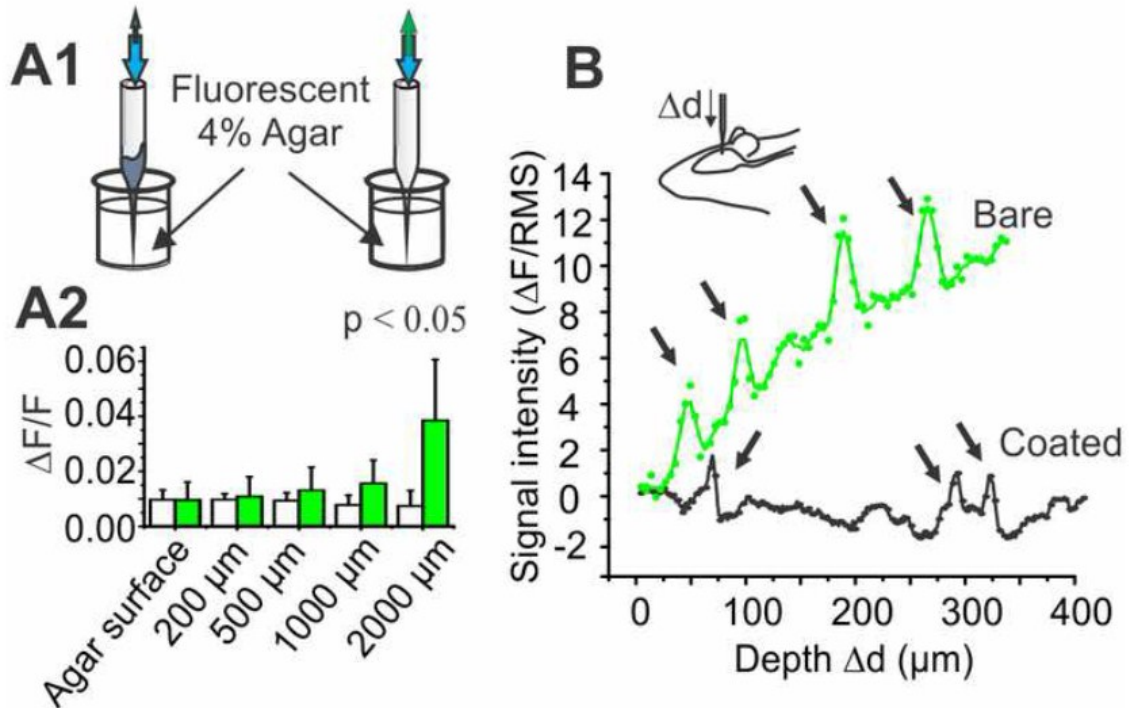 A1
Fluorescent
4% Agar
A2
p < 0.05
ΔF/F
0.06
0.04
0.02
0.00
Agar surface
200 μm
500 μm
1000 μm
2000 μm
B
Δd
Signal intensity (ΔF/RMS)
14
12
10
8
6
4
2
0
-2
Bare
Coated
0 100 200 300 400
Depth Δd (μm)